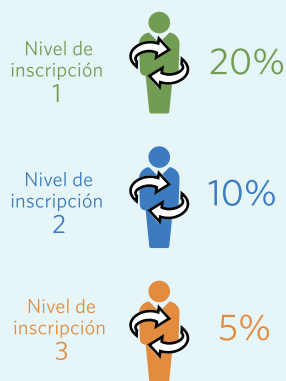 Nivel de
inscripción
1
20%
Nivel de
inscripción
2
10%
Nivel de
inscripción
3
5%